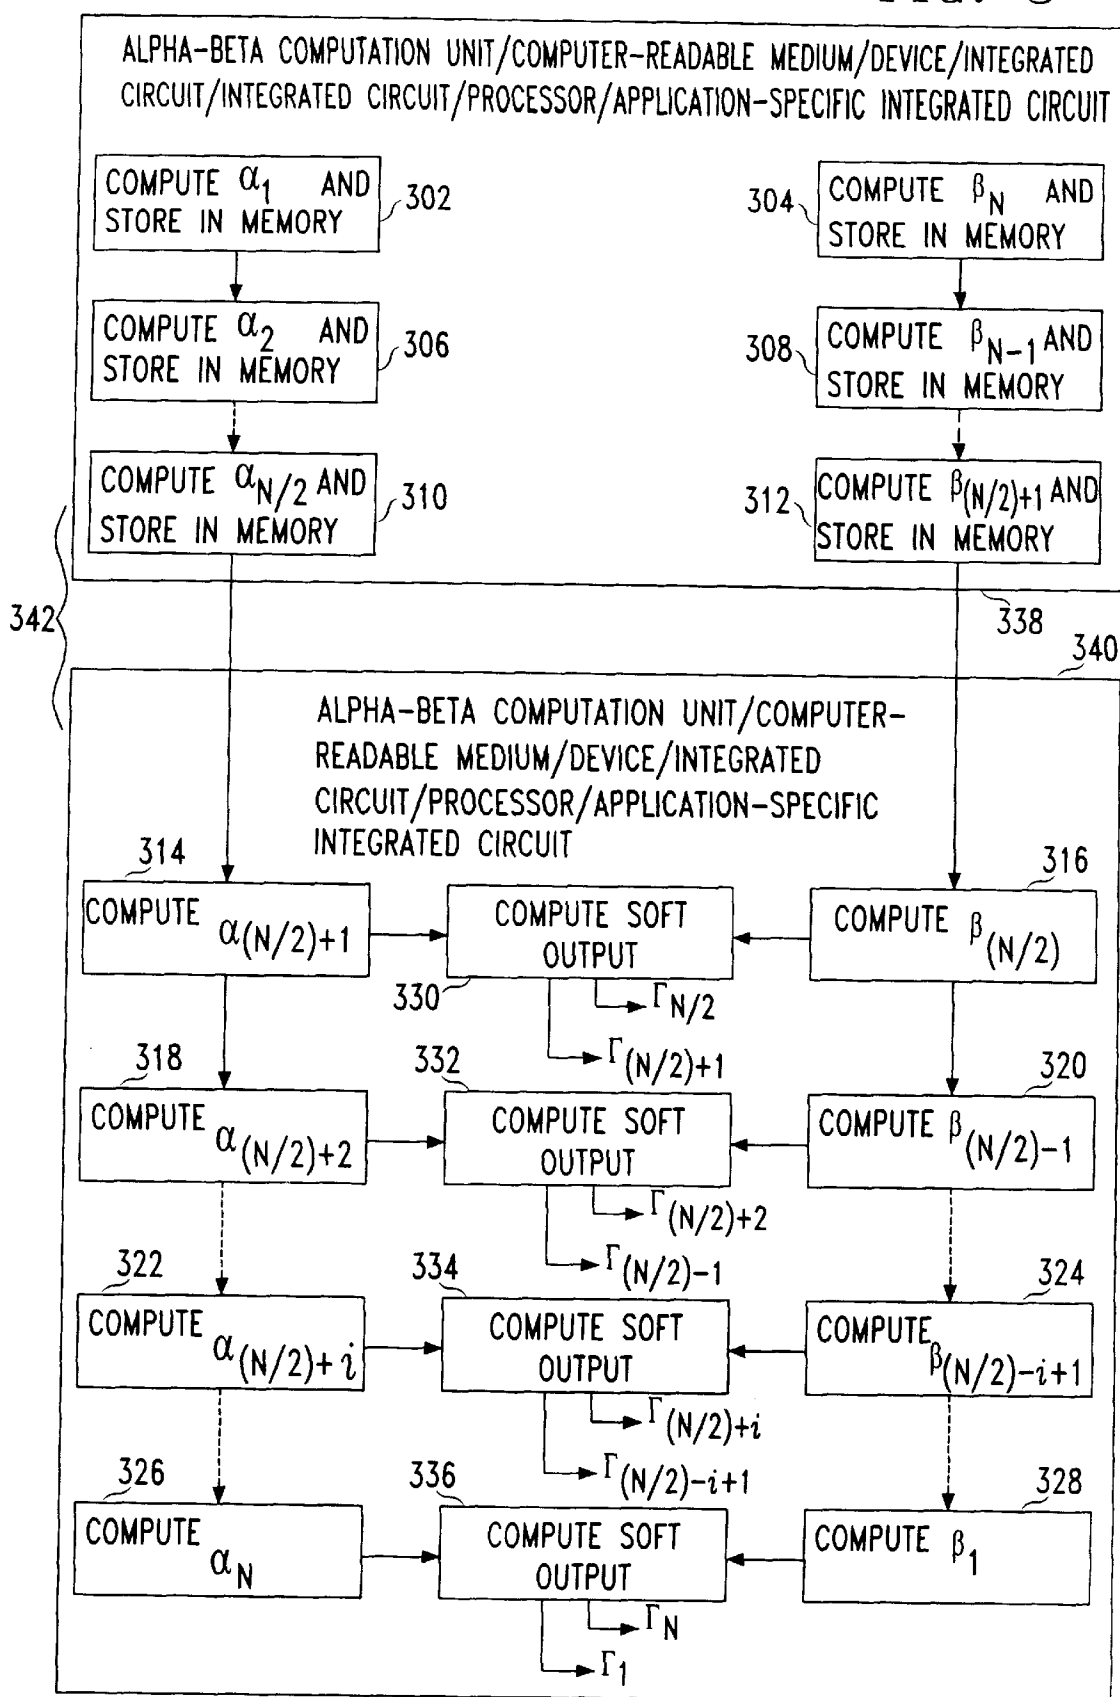 FIG. 3
ALPHA-BETA COMPUTATION UNIT/COMPUTER-READABLE MEDIUM/DEVICE/INTEGRATED
CIRCUIT/INTEGRATED CIRCUIT/PROCESSOR/APPLICATION-SPECIFIC INTEGRATED CIRCUIT
COMPUTE α1 AND
STORE IN MEMORY
302
304
COMPUTE βN AND
STORE IN MEMORY
COMPUTE α2 AND
STORE IN MEMORY
306
308
COMPUTE βN-1 AND
STORE IN MEMORY
COMPUTE αN/2 AND
STORE IN MEMORY
310
312
COMPUTE β(N/2)+1 AND
STORE IN MEMORY
342
338
340
ALPHA-BETA COMPUTATION UNIT/COMPUTER-
READABLE MEDIUM/DEVICE/INTEGRATED
CIRCUIT/PROCESSOR/APPLICATION-SPECIFIC
INTEGRATED CIRCUIT
314
COMPUTE α(N/2)+1
COMPUTE SOFT
OUTPUT
330
316
COMPUTE β(N/2)
ΓN/2
Γ(N/2)+1
318
COMPUTE α(N/2)+2
332
COMPUTE SOFT
OUTPUT
320
COMPUTE β(N/2)-1
Γ(N/2)+2
Γ(N/2)-1
322
COMPUTE α(N/2)+i
334
COMPUTE SOFT
OUTPUT
324
COMPUTE β(N/2)-i+1
Γ(N/2)+i
Γ(N/2)-i+1
326
COMPUTE αN
336
COMPUTE SOFT
OUTPUT
328
COMPUTE β1
ΓN
Γ1